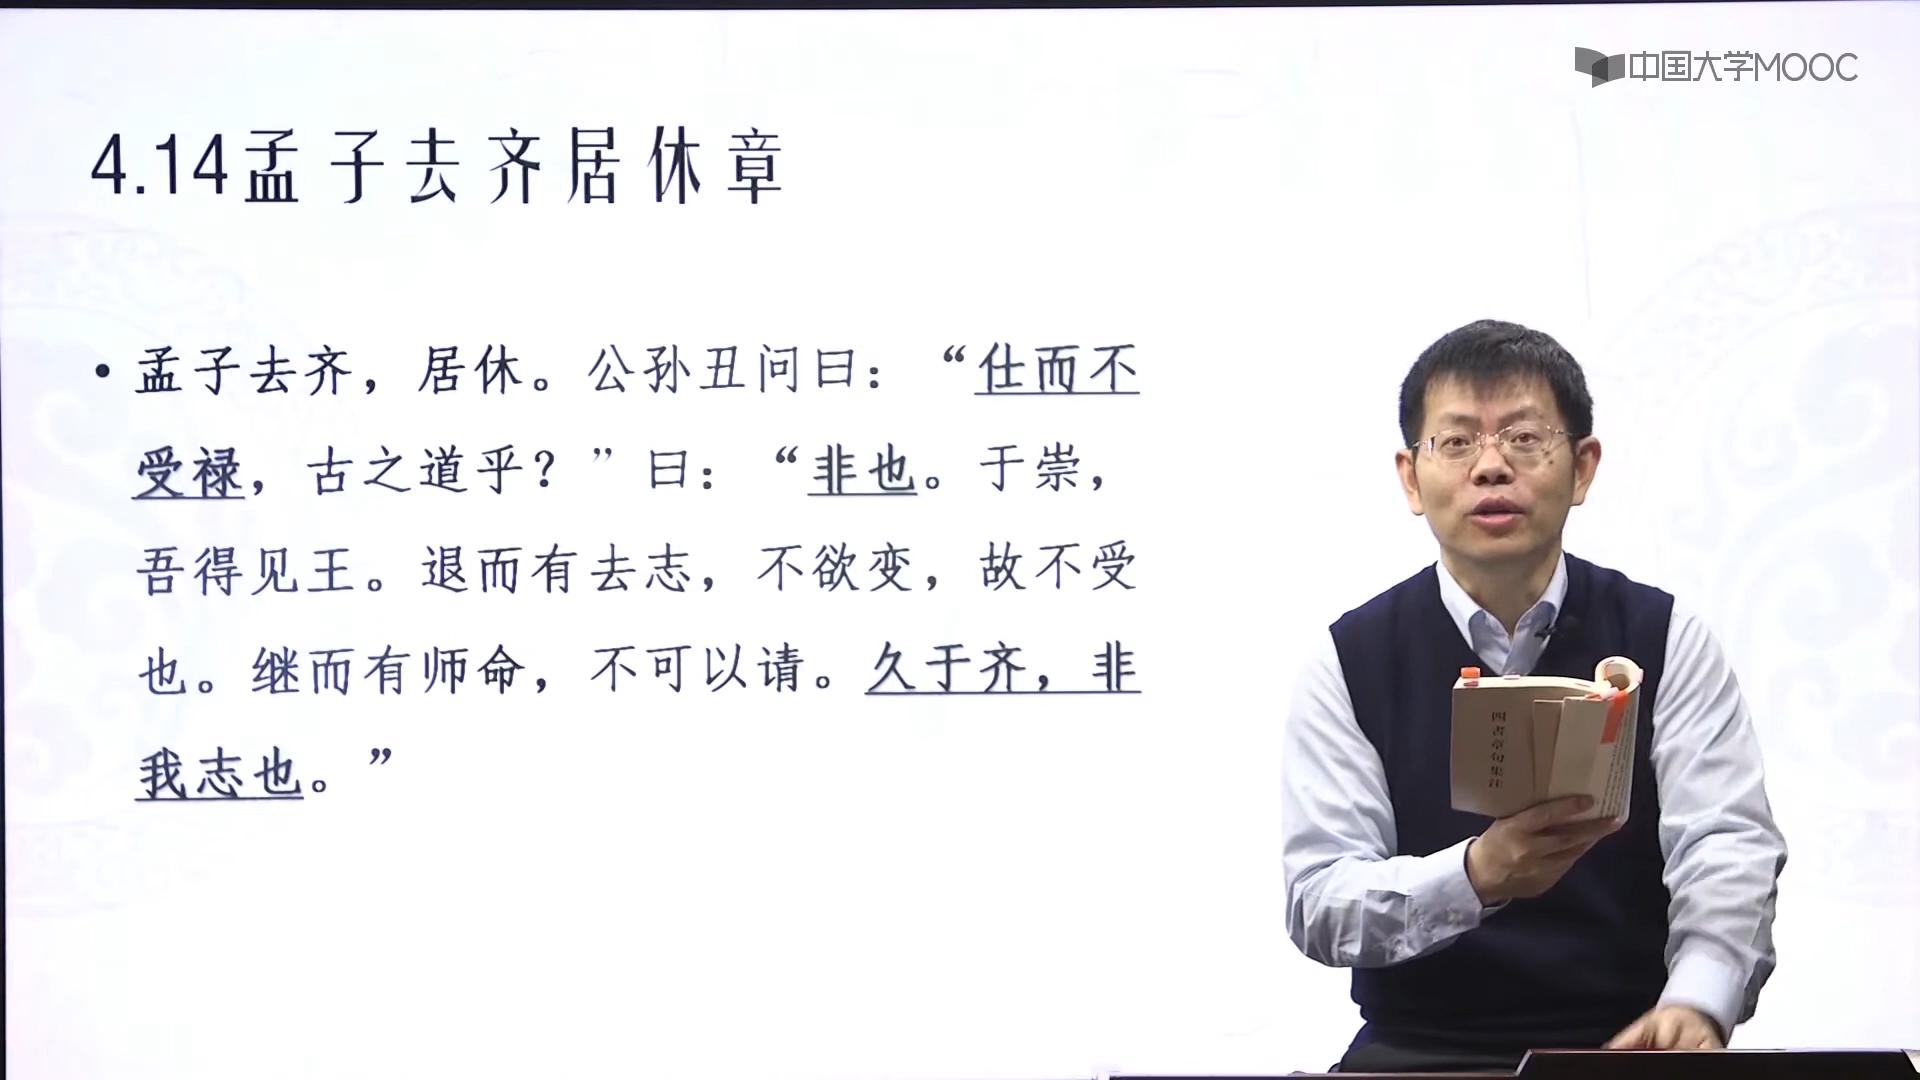 中国大学MOOC
4.14孟子去齐居休章
• 孟子去齐，居休。公孙丑问曰：“仕而不
受禄，古之道乎？”曰：“非也。于崇，
吾得见王。退而有去志，不欲变，故不受
也。继而有师命，不可以请。久于齐，非
我志也。”
四書章句集注